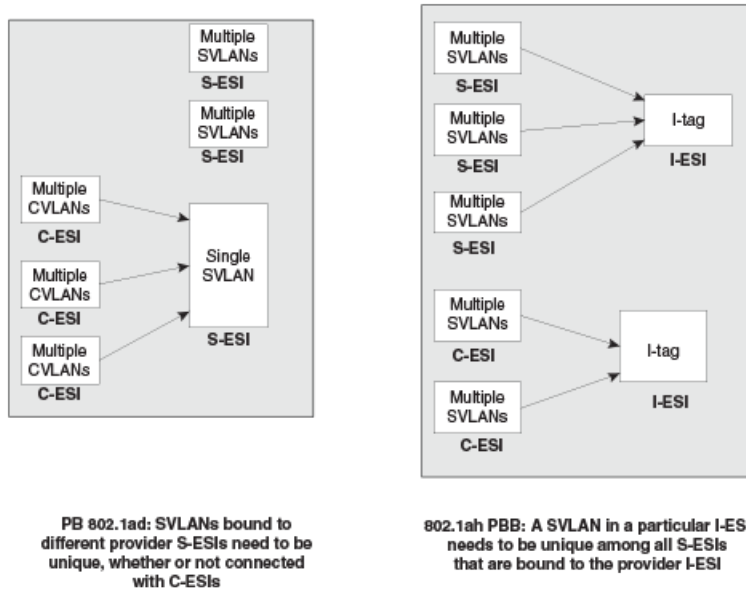 Multiple
SVLANs
S-ESI
Multiple
SVLANs
S-ESI
Multiple
CVLANs
C-ESI
Multiple
CVLANs
C-ESI
Multiple
CVLANs
C-ESI
Single
SVLAN
S-ESI
PB 802.1ad: SVLANs bound to
different provider S-ESIs need to be
unique, whether or not connected
with C-ESIs
Multiple
SVLANs
S-ESI
Multiple
SVLANs
S-ESI
Multiple
SVLANs
S-ESI
I-tag
I-ESI
Multiple
SVLANs
C-ESI
Multiple
SVLANs
C-ESI
I-tag
I-ESI
802.1ah PBB: A SVLAN in a particular I-ES
needs to be unique among all S-ESIs
that are bound to the provider I-ESI